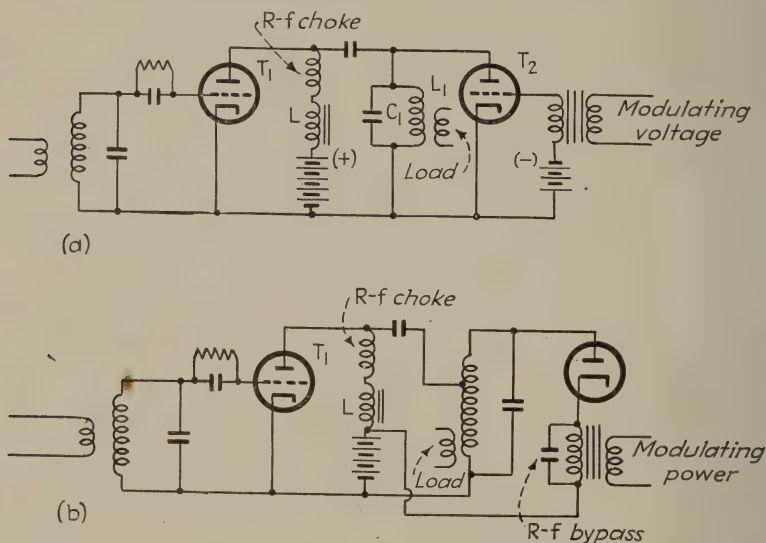 R-f choke
T1
T2
L
(+)
C1
L1
Load
(-)
Modulating
voltage
(a)
R-f choke
T1
L
Load
Modulating
power
R-f bypass
(b)